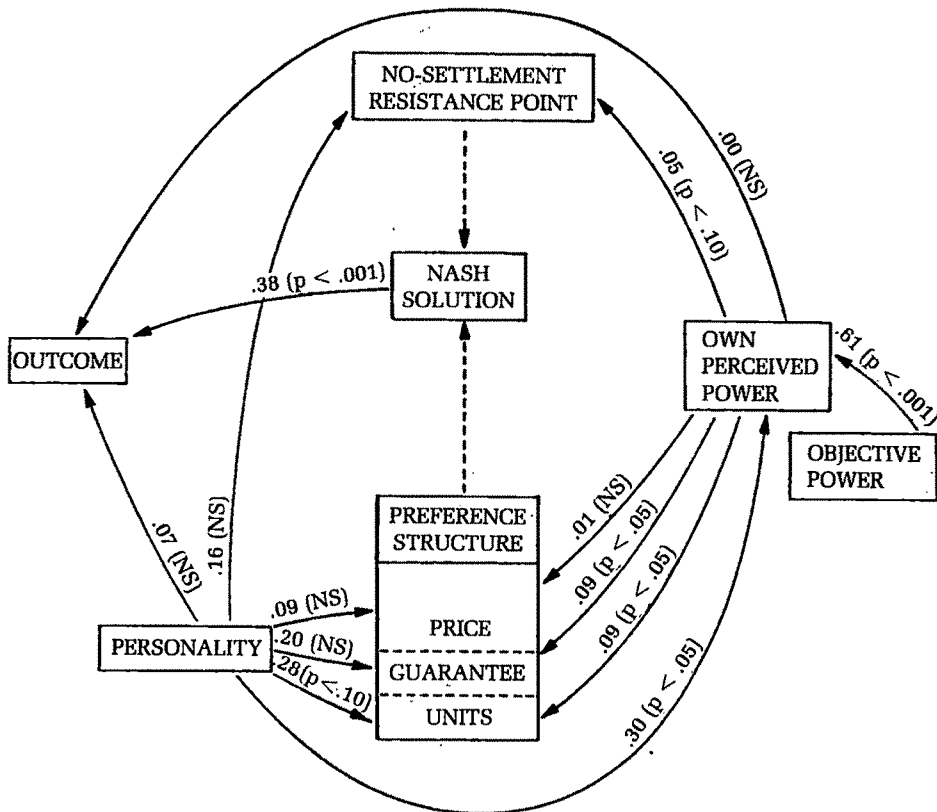 NO-SETTLEMENT
RESISTANCE POINT
.00 (NS)
.05 (p < .10)
NASH
SOLUTION
.38 (p < .001)
OUTCOME
OWN
PERCEIVED
POWER
.61 (p < .001)
OBJECTIVE
POWER
PREFERENCE
STRUCTURE
.01 (NS)
.09 (p < .05)
.09 (p < .05)
.07 (NS)
.16 (NS)
.09 (NS)
PRICE
PERSONALITY
.20 (NS)
GUARANTEE
.28(p<.10)
UNITS
.30 (p < .05)